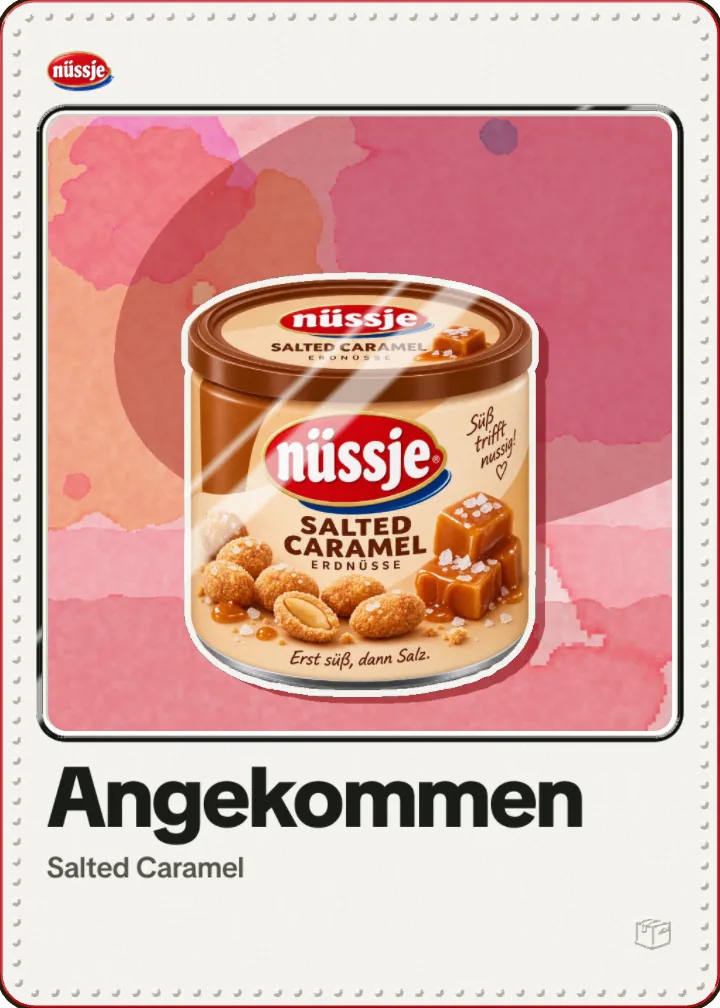 nüssje
nüssje
SALTED CARAMEL
ERDNÜSSE
Süß
trifft
nussig!
nüssje®
SALTED
CARAMEL
ERDNÜSSE
Erst süß, dann Salz.
Angekommen
Salted Caramel